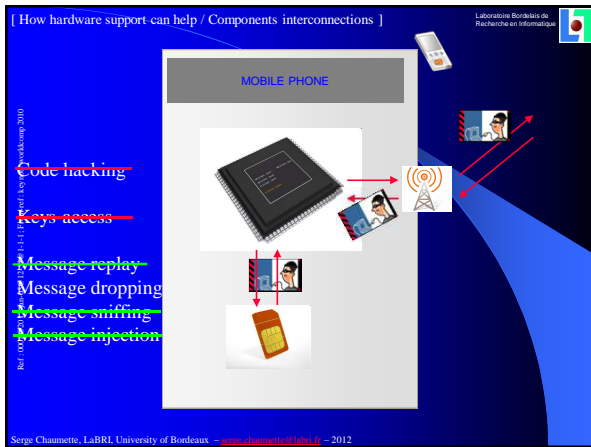 [ How hardware support can help / Components interconnections ]
Laboratoire Bordelais de
Recherche en Informatique
MOBILE PHONE
Code hacking
Keys access
Message replay
Message dropping
Message sniffing
Message injection
Serge Chaumette, LaBRI, University of Bordeaux – serge.chaumette@labri.fr – 2012